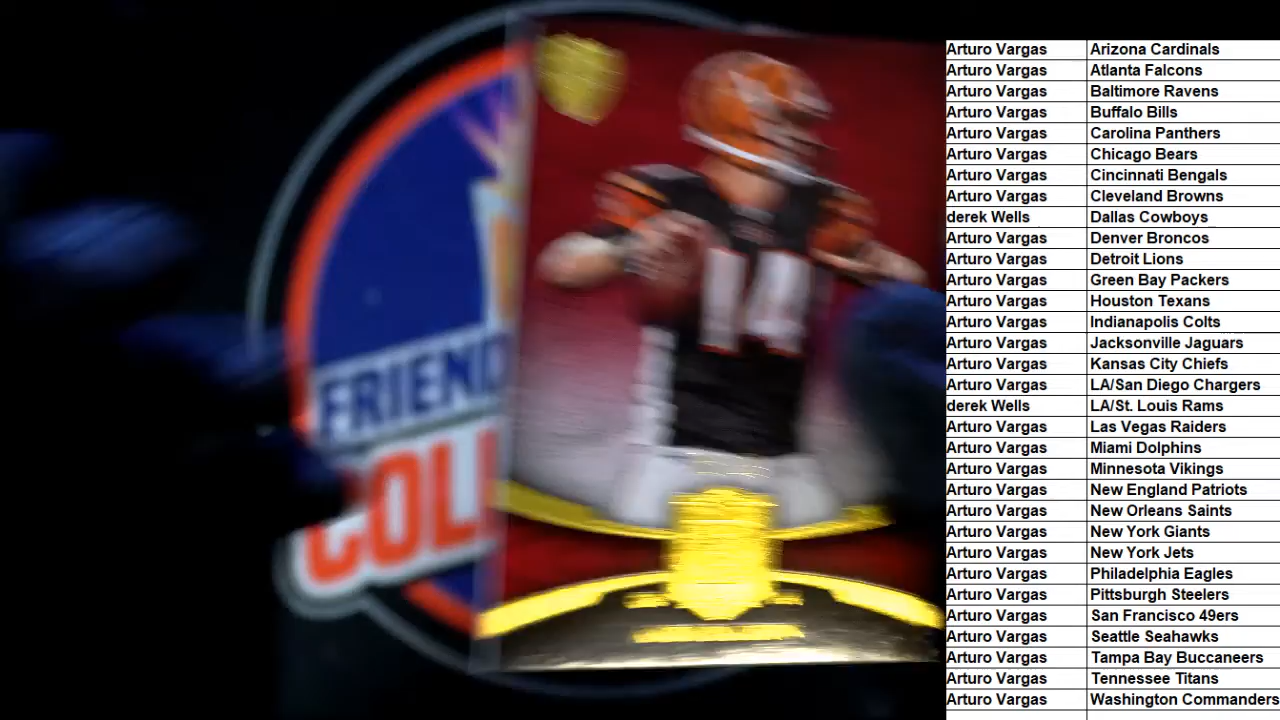 FRIEND
COLL
14
Arturo Vargas Arizona Cardinals
Arturo Vargas Atlanta Falcons
Arturo Vargas Baltimore Ravens
Arturo Vargas Buffalo Bills
Arturo Vargas Carolina Panthers
Arturo Vargas Chicago Bears
Arturo Vargas Cincinnati Bengals
Arturo Vargas Cleveland Browns
derek Wells Dallas Cowboys
Arturo Vargas Denver Broncos
Arturo Vargas Detroit Lions
Arturo Vargas Green Bay Packers
Arturo Vargas Houston Texans
Arturo Vargas Indianapolis Colts
Arturo Vargas Jacksonville Jaguars
Arturo Vargas Kansas City Chiefs
Arturo Vargas LA/San Diego Chargers
derek Wells LA/St. Louis Rams
Arturo Vargas Las Vegas Raiders
Arturo Vargas Miami Dolphins
Arturo Vargas Minnesota Vikings
Arturo Vargas New England Patriots
Arturo Vargas New Orleans Saints
Arturo Vargas New York Giants
Arturo Vargas New York Jets
Arturo Vargas Philadelphia Eagles
Arturo Vargas Pittsburgh Steelers
Arturo Vargas San Francisco 49ers
Arturo Vargas Seattle Seahawks
Arturo Vargas Tampa Bay Buccaneers
Arturo Vargas Tennessee Titans
Arturo Vargas Washington Commanders